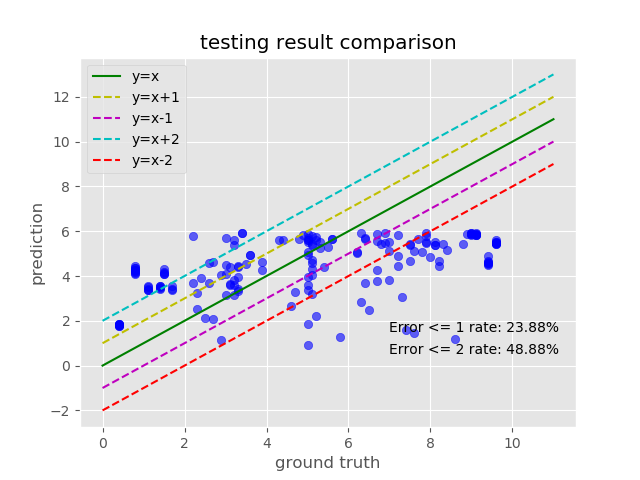 testing result comparison
y=x
y=x+1
y=x-1
y=x+2
y=x-2
12
10
8
6
4
2
0
−2
prediction
Error <= 1 rate: 23.88%
Error <= 2 rate: 48.88%
0 2 4 6 8 10
ground truth